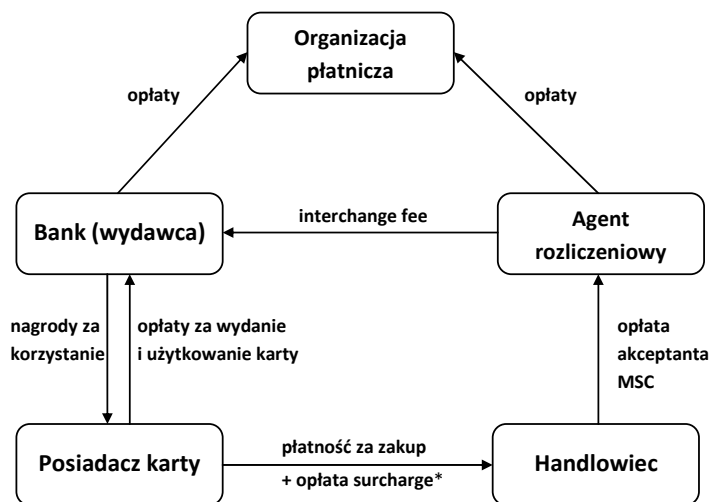 Organizacja
płatnicza
opłaty
opłaty
Bank (wydawca)
interchange fee
Agent
rozliczeniowy
nagrody za
korzystanie
opłaty za wydanie
i użytkowanie karty
opłata
akceptanta
MSC
Posiadacz karty
płatność za zakup
+ opłata surcharge*
Handlowiec